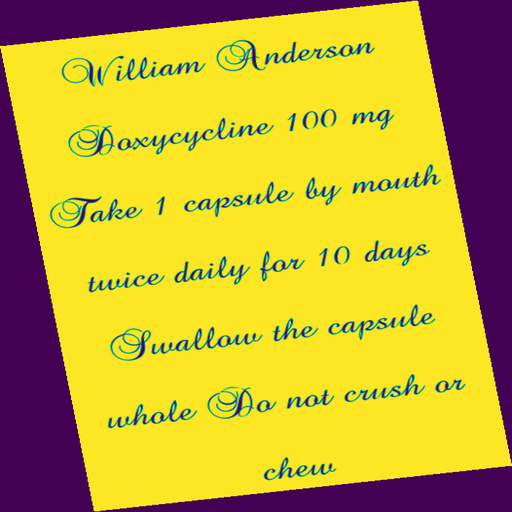 William Anderson
Doxycycline 100 mg
Take 1 capsule by mouth
twice daily for 10 days
Swallow the capsule
whole Do not crush or
chew